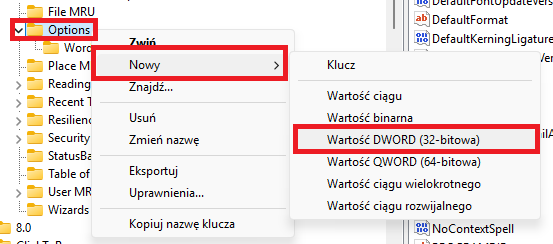 File MRU
Options
Word
Place M
Reading
Recent T
Resilienc
Security
StatusBa
Table of
User MR
Wizards
8.0
ClickToR
Zwiń
Nowy
Znajdź...
Usuń
Zmień nazwę
Eksportuj
Uprawnienia...
Kopiuj nazwę klucza
Klucz
Wartość ciągu
Wartość binarna
Wartość DWORD (32-bitowa)
Wartość QWORD (64-bitowa)
Wartość ciągu wielokrotnego
Wartość ciągu rozwijalnego
DefaultFontUpdateVers
DefaultFormat
DefaultKerningLigature
NoContextSpell